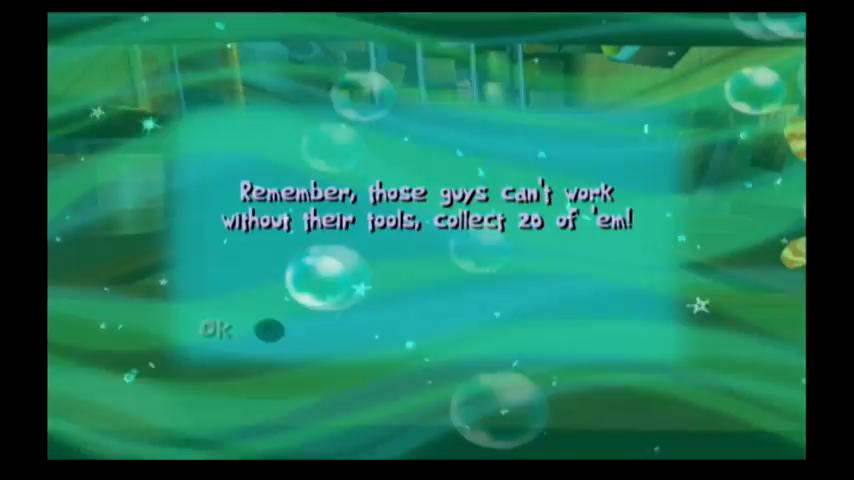 Remember, those guys can't work
without their tools, collect 20 of 'em!
OK